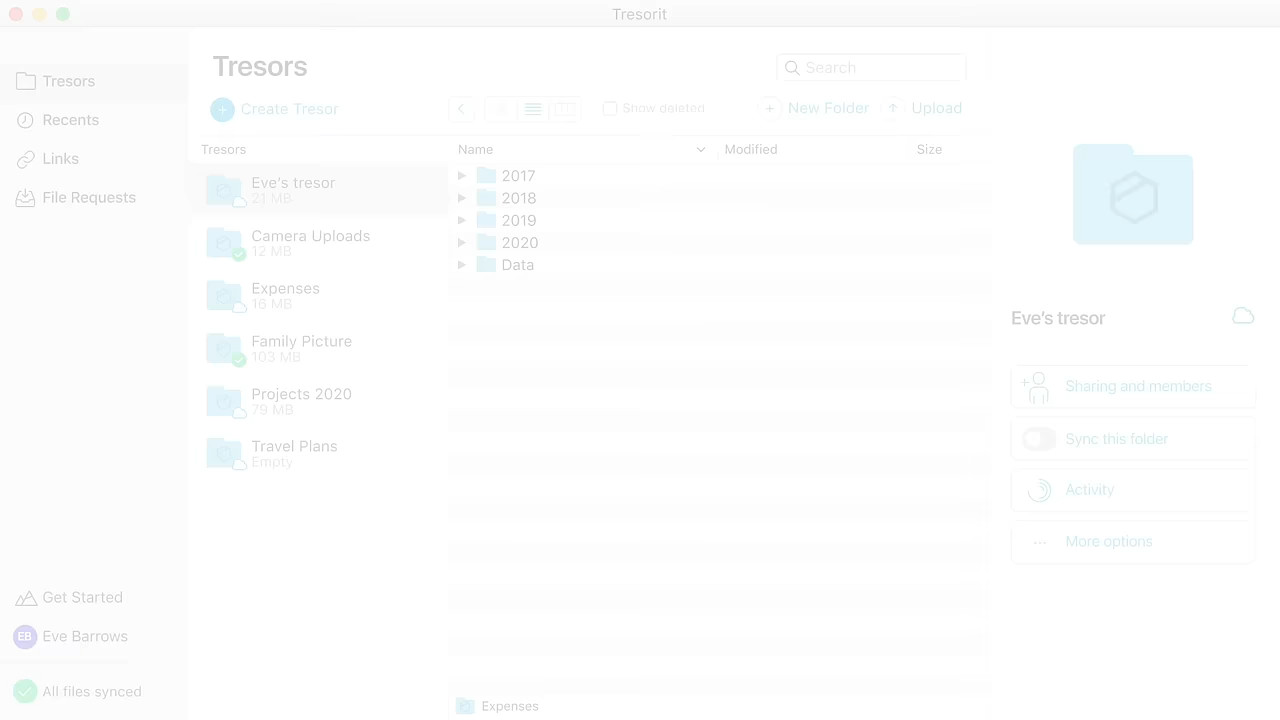 Tresorit
Tresors
Recents
Links
File Requests
Get Started
EB Eve Barrows
All files synced
Tresors
Search
Create Tresor
Show deleted
New Folder
Upload
Tresors
Eve's tresor
21 MB
Camera Uploads
12 MB
Expenses
16 MB
Family Picture
103 MB
Projects 2020
79 MB
Travel Plans
Empty
Name Modified Size
2017
2018
2019
2020
Data
Expenses
Eve's tresor
Sharing and members
Sync this folder
Activity
More options